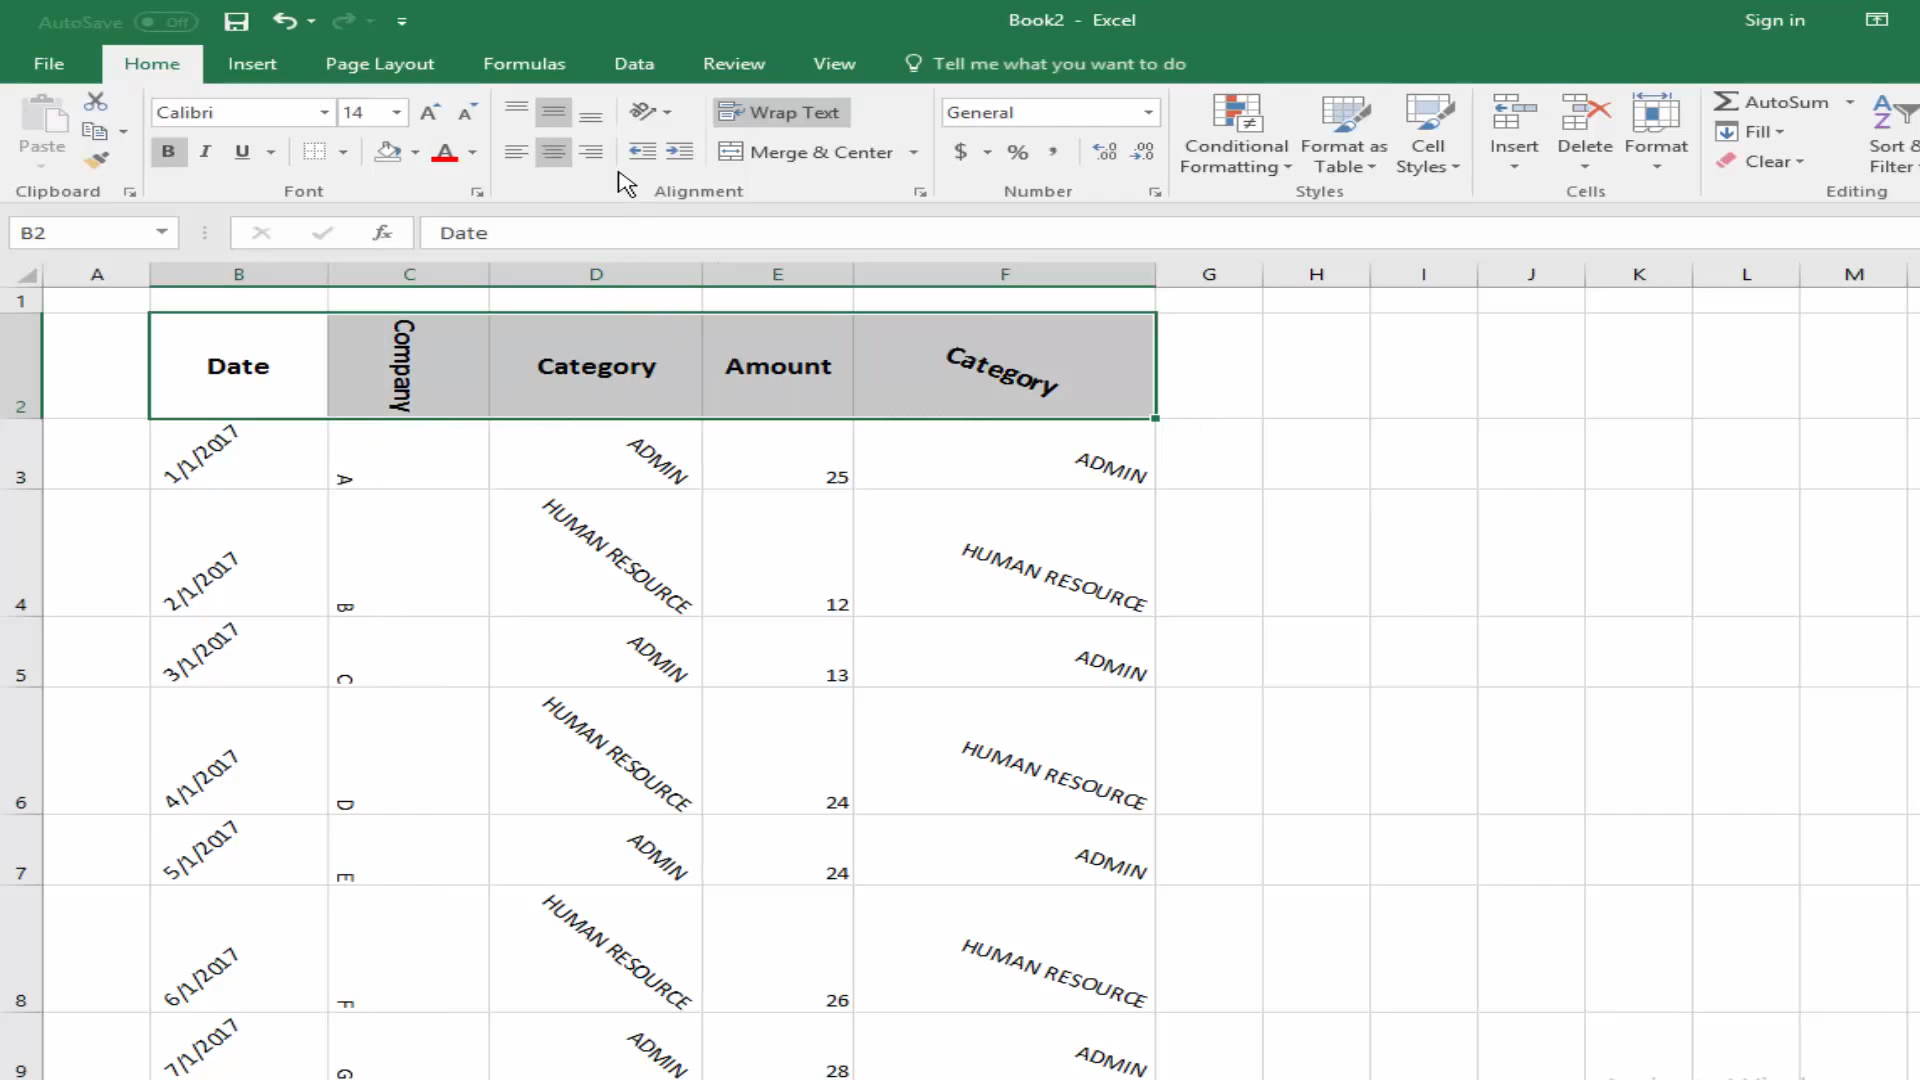 AutoSave Off Book2 - Excel Sign in
File Home Insert Page Layout Formulas Data Review View Tell me what you want to do
Calibri 14 A A Wrap Text General AutoSum
Paste B I U A Merge & Center $ % , Conditional Formatting Format as Table Cell Styles Insert Delete Format Fill Clear Sort & Filter
Clipboard Font Alignment Number Styles Cells Editing
B2 fx Date
A B C D E F G H I J K L M
1
2 Date Company Category Amount Category
3 1/1/2017 A ADMIN 25 ADMIN
4 2/1/2017 B HUMAN RESOURCE 12 HUMAN RESOURCE
5 3/1/2017 C ADMIN 13 ADMIN
6 4/1/2017 D HUMAN RESOURCE 24 HUMAN RESOURCE
7 5/1/2017 E ADMIN 24 ADMIN
8 6/1/2017 F HUMAN RESOURCE 26 HUMAN RESOURCE
9 7/1/2017 G ADMIN 28 ADMIN